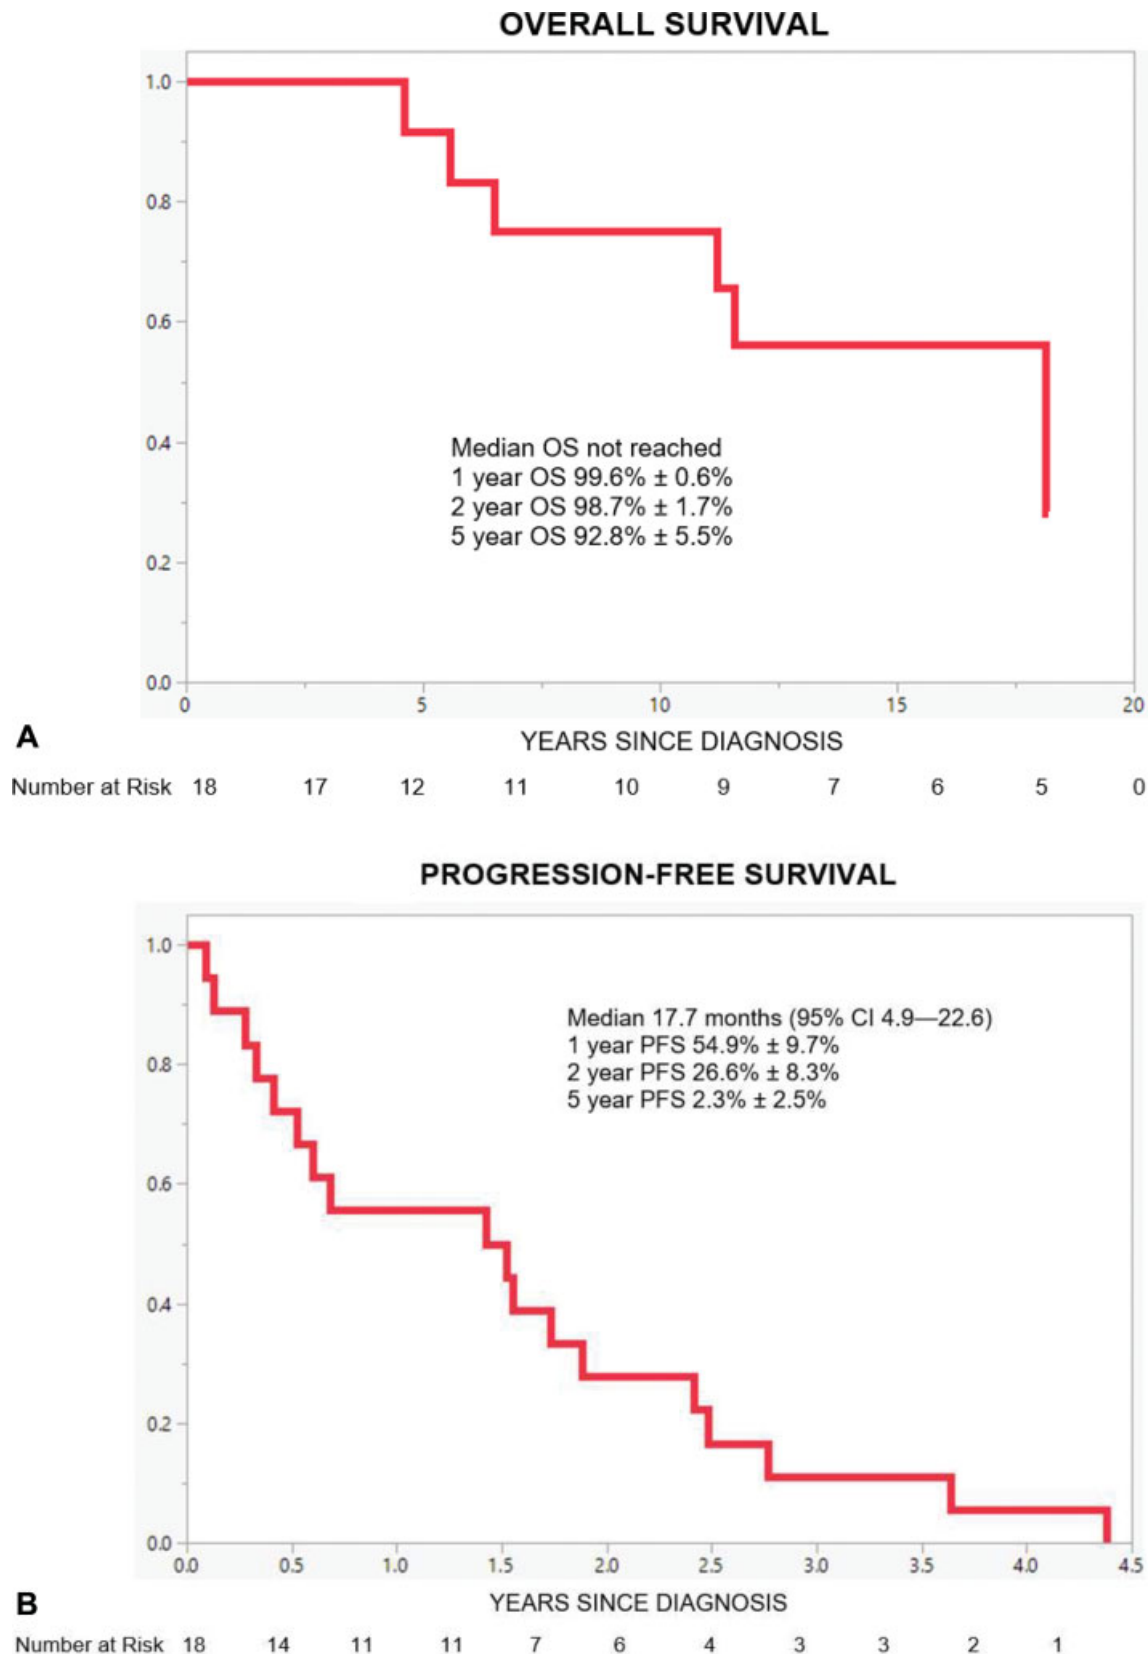 OVERALL SURVIVAL
1.0
0.8
0.6
0.4
0.2
0.0
Median OS not reached
1 year OS 99.6% ± 0.6%
2 year OS 98.7% ± 1.7%
5 year OS 92.8% ± 5.5%
0 5 10 15 20
A
YEARS SINCE DIAGNOSIS
Number at Risk 18 17 12 11 10 9 7 6 5 0
PROGRESSION-FREE SURVIVAL
1.0
0.8
0.6
0.4
0.2
0.0
Median 17.7 months (95% CI 4.9—22.6)
1 year PFS 54.9% ± 9.7%
2 year PFS 26.6% ± 8.3%
5 year PFS 2.3% ± 2.5%
0.0 0.5 1.0 1.5 2.0 2.5 3.0 3.5 4.0 4.5
B
YEARS SINCE DIAGNOSIS
Number at Risk 18 14 11 11 7 6 4 3 3 2 1